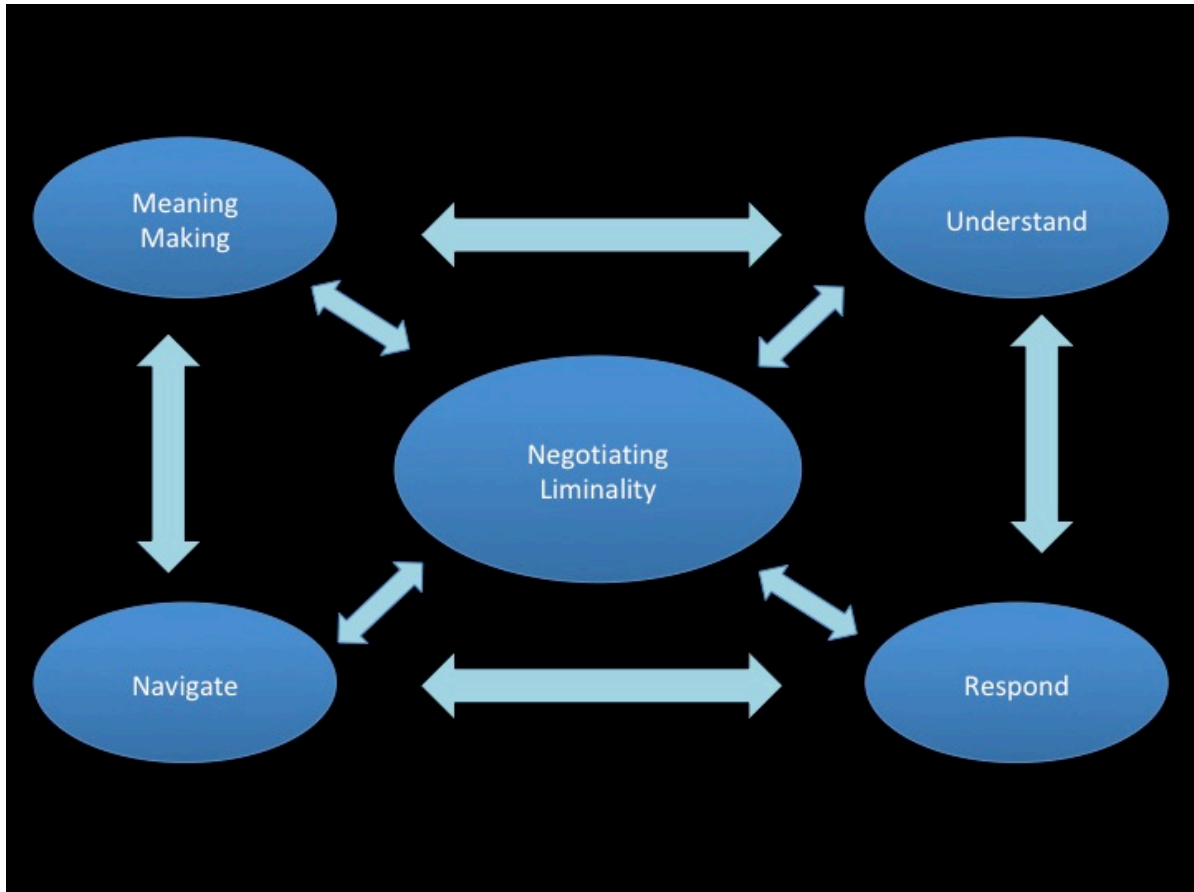 Meaning
Making
Understand
Negotiating
Liminality
Navigate
Respond